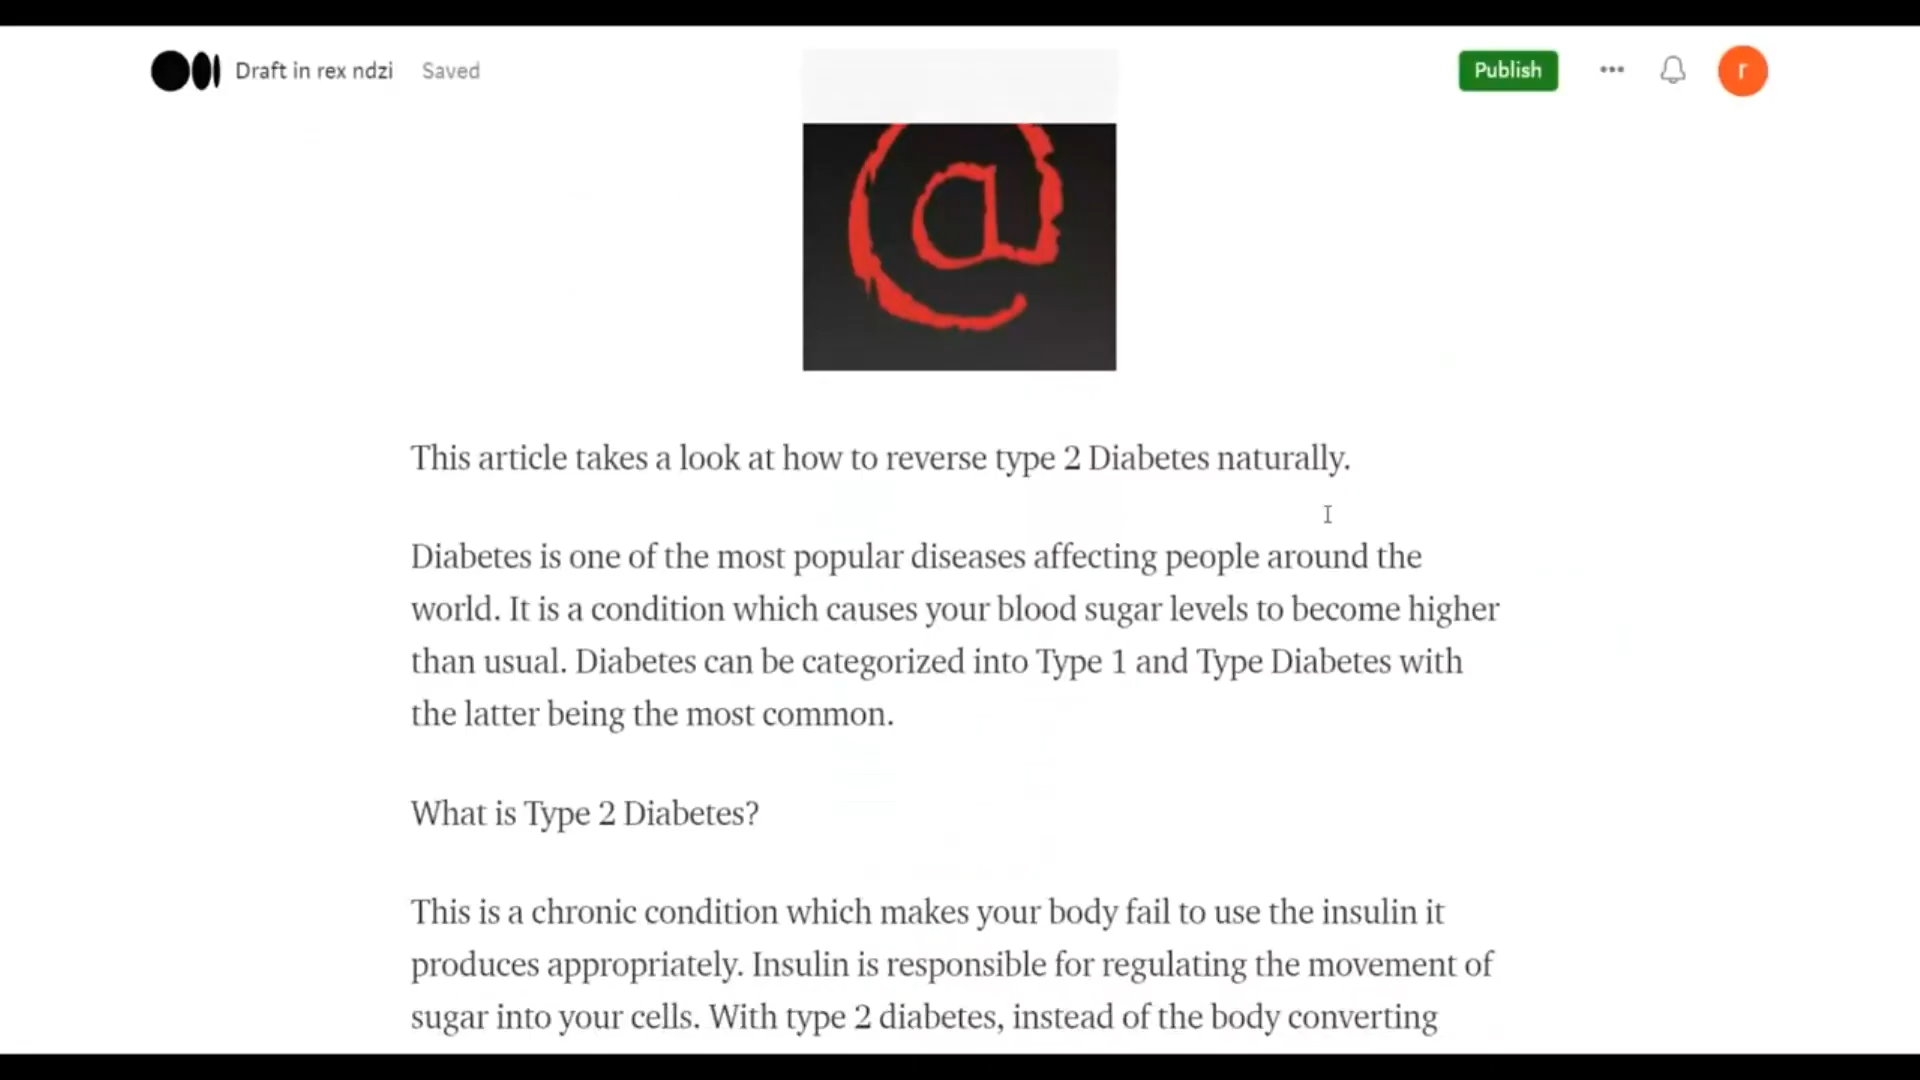 Draft in rex ndzi Saved
Publish
r
@
This article takes a look at how to reverse type 2 Diabetes naturally.
Diabetes is one of the most popular diseases affecting people around the
world. It is a condition which causes your blood sugar levels to become higher
than usual. Diabetes can be categorized into Type 1 and Type Diabetes with
the latter being the most common.
What is Type 2 Diabetes?
This is a chronic condition which makes your body fail to use the insulin it
produces appropriately. Insulin is responsible for regulating the movement of
sugar into your cells. With type 2 diabetes, instead of the body converting